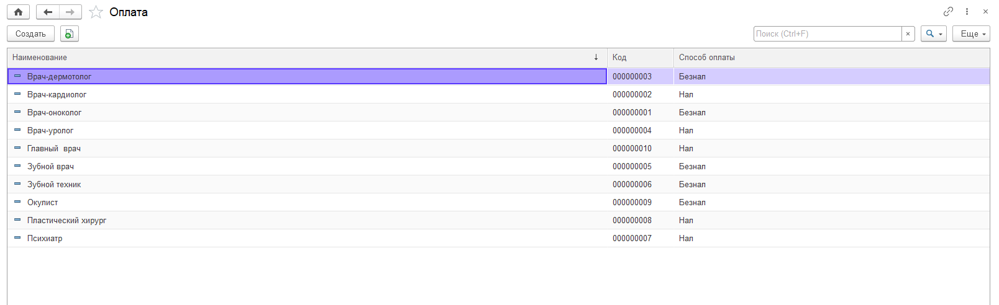 Оплата
Создать Поиск (Ctrl+F) Еще
Наименование Код Способ оплаты
Врач-дермотолог 000000003 Безнал
Врач-кардиолог 000000002 Нал
Врач-оноколог 000000001 Безнал
Врач-уролог 000000004 Нал
Главный врач 000000010 Нал
Зубной врач 000000005 Безнал
Зубной техник 000000006 Безнал
Окулист 000000009 Безнал
Пластический хирург 000000008 Нал
Психиатр 000000007 Нал